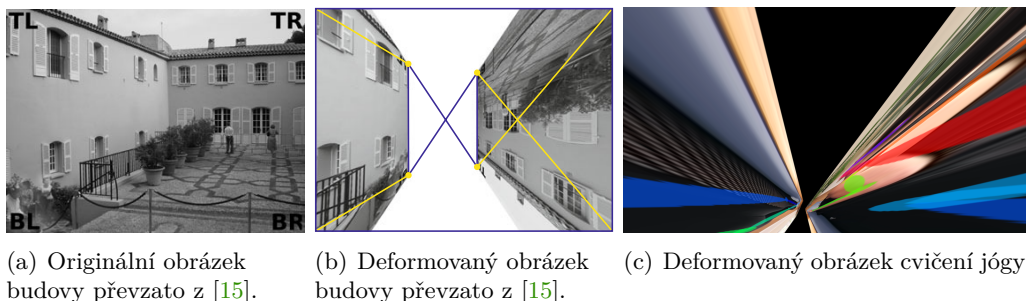 TL TR
BL BR
(a) Originální obrázek
budovy převzato z [15].
(b) Deformovaný obrázek
budovy převzato z [15].
(c) Deformovaný obrázek cvičení jógy